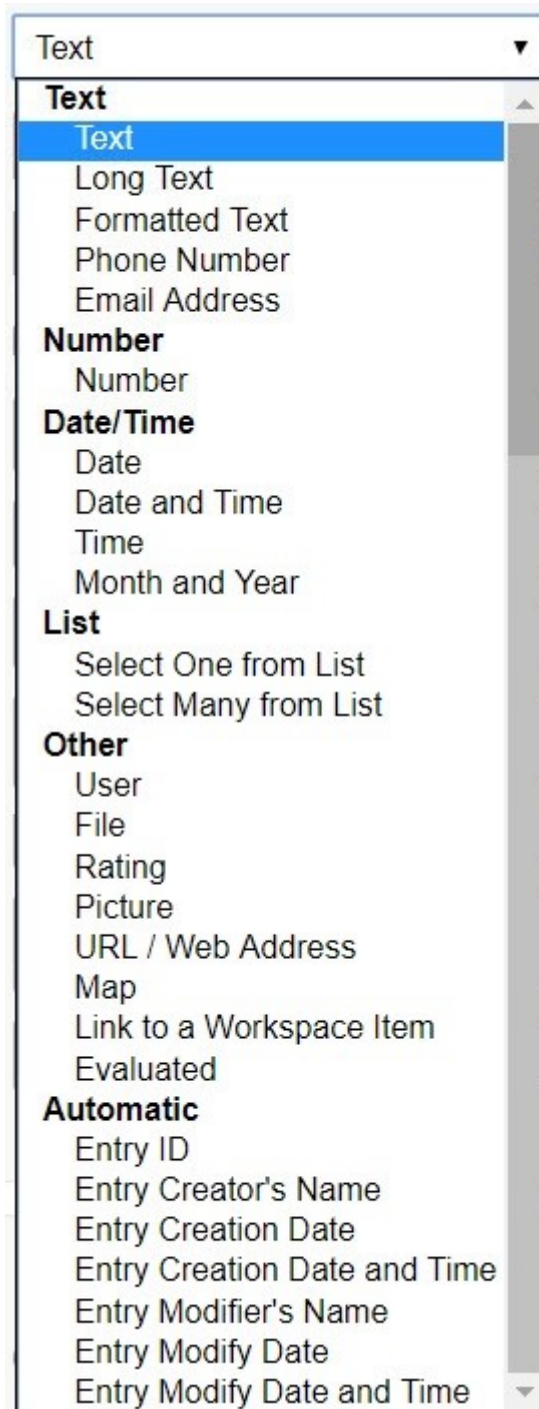 Text
Text
Text
Long Text
Formatted Text
Phone Number
Email Address
Number
Number
Date/Time
Date
Date and Time
Time
Month and Year
List
Select One from List
Select Many from List
Other
User
File
Rating
Picture
URL / Web Address
Map
Link to a Workspace Item
Evaluated
Automatic
Entry ID
Entry Creator's Name
Entry Creation Date
Entry Creation Date and Time
Entry Modifier's Name
Entry Modify Date
Entry Modify Date and Time